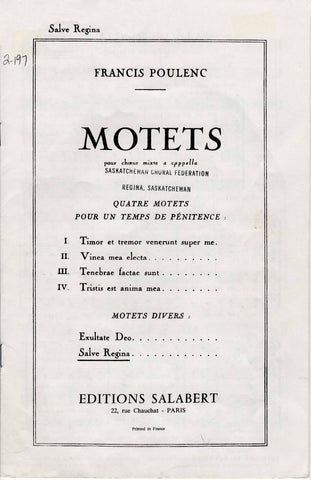 Salve Regina
2-197
FRANCIS POULENC
MOTETS
pour chœur mixte a cappella
SASKATCHEWAN CHORAL FEDERATION
REGINA, SASKATCHEWAN
QUATRE MOTETS
POUR UN TEMPS DE PÉNITENCE :
I. Timor et tremor venerunt super me.
II. Vinea mea electa. . . . . . . . . .
III. Tenebrae factae sunt . . . . . . . .
IV. Tristis est anima mea . . . . . . . .
MOTETS DIVERS :
Exultate Deo. . . . . . . . . . .
Salve Regina. . . . . . . . . . .
EDITIONS SALABERT
22, rue Chauchat - PARIS
Printed in France